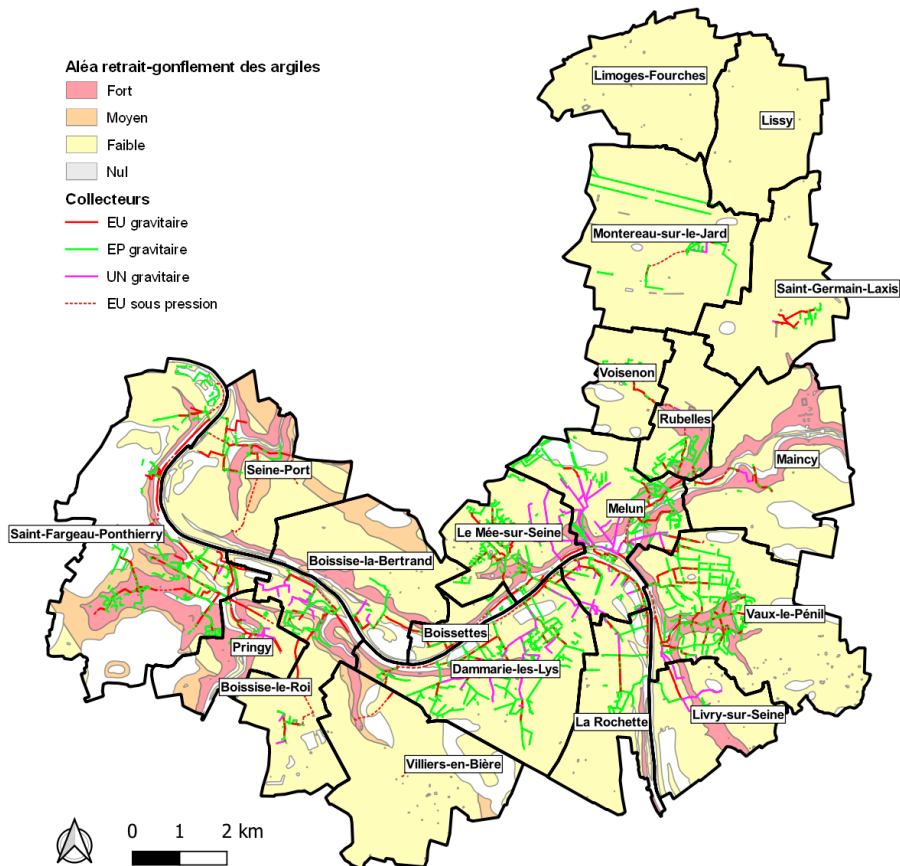 Aléa retrait-gonflement des argiles
Fort
Moyen
Faible
Nul
Collecteurs
EU gravitaire
EP gravitaire
UN gravitaire
EU sous pression
Limoges-Fourches
Lissy
Montereau-sur-le-Jard
Saint-Germain-Laxis
Voisenon
Rubelles
Maincy
Seine-Port
Melun
Saint-Fargeau-Ponthierry
Le Mée-sur-Seine
Boissise-la-Bertrand
Vaux-le-Pénil
Boissettes
Pringy
Dammarie-les-Lys
Boissise-le-Roi
La Rochette
Livry-sur-Seine
Villiers-en-Bière
0 1 2 km